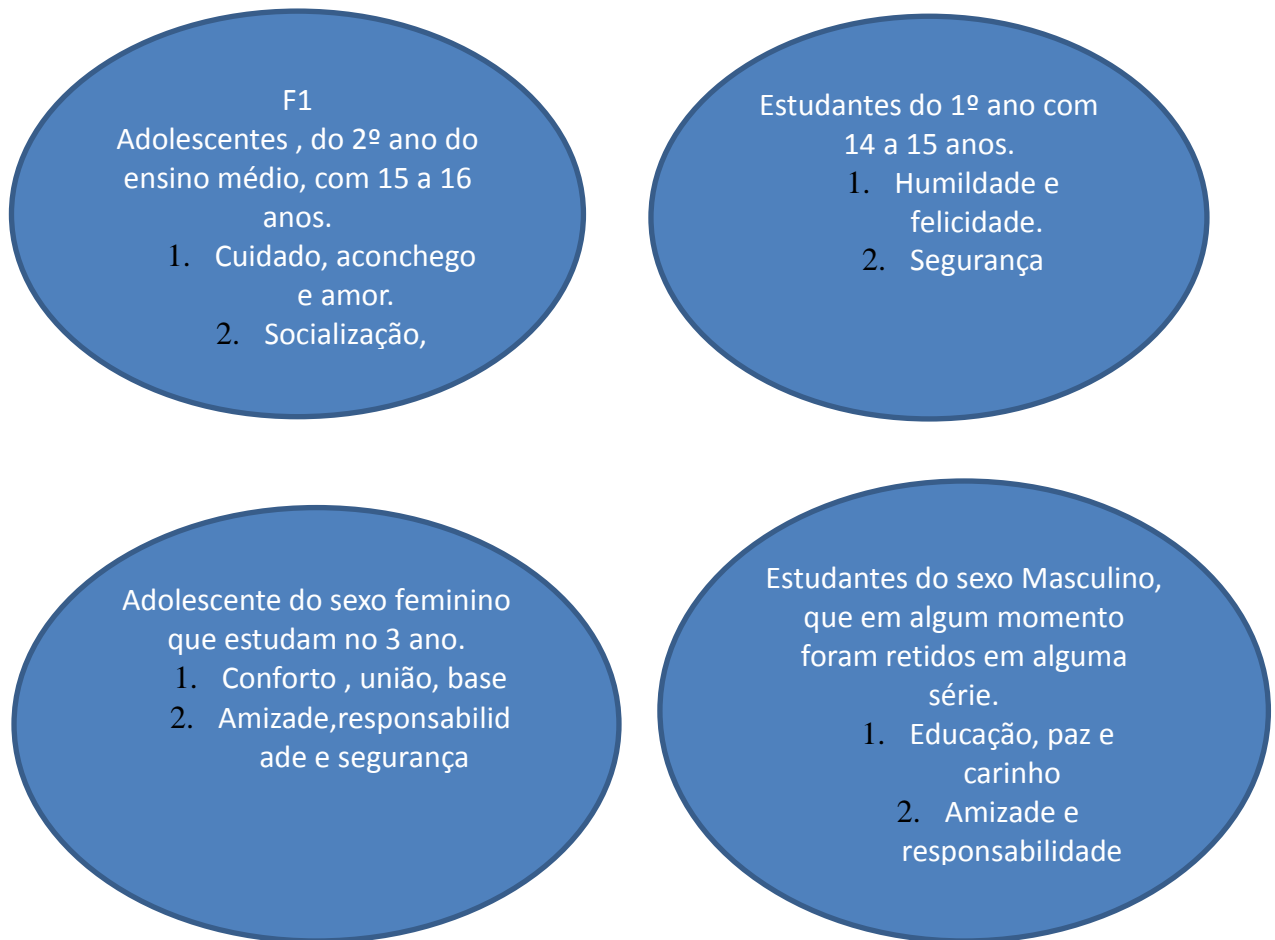 F1
Adolescentes , do 2º ano do
ensino médio, com 15 a 16
anos.
1. Cuidado, aconchego
e amor.
2. Socialização,
Estudantes do 1º ano com
14 a 15 anos.
1. Humildade e
felicidade.
2. Segurança
Adolescente do sexo feminino
que estudam no 3 ano.
1. Conforto , união, base
2. Amizade,responsabilid
ade e segurança
Estudantes do sexo Masculino,
que em algum momento
foram retidos em alguma
série.
1. Educação, paz e
carinho
2. Amizade e
responsabilidade